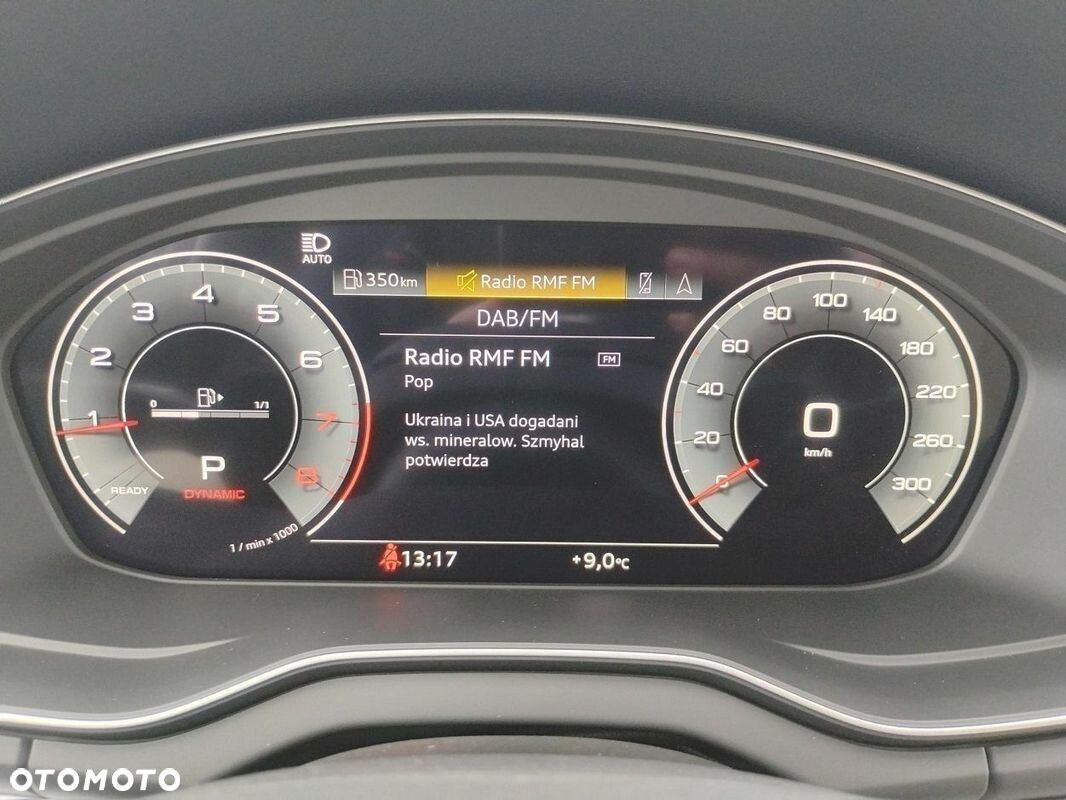 AUTO
350 km
Radio RMF FM
DAB/FM
Radio RMF FM
FM
Pop
Ukraina i USA dogadani
ws. mineralow. Szmyhal
potwierdza
1
2
3
4
5
6
7
8
0
1/1
P
READY
DYNAMIC
1 / min x 1000
0
20
40
60
80
100
140
180
220
260
300
0
km/h
13:17
+9,0°C
OTOMOTO